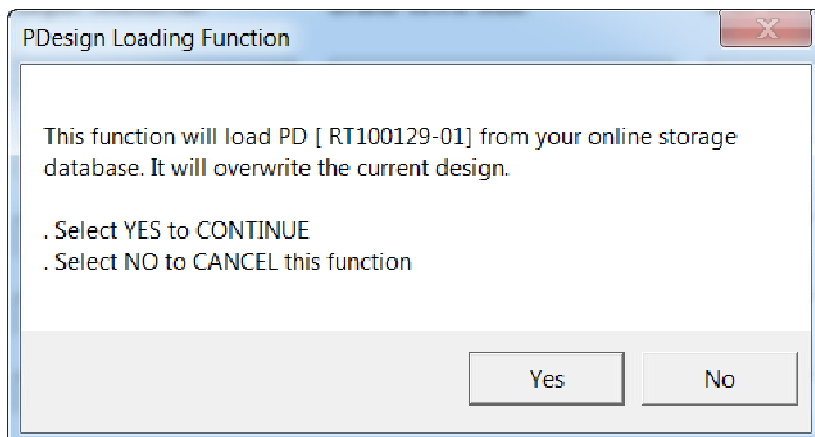 PDesign Loading Function
This function will load PD [ RT100129-01] from your online storage
database. It will overwrite the current design.
. Select YES to CONTINUE
. Select NO to CANCEL this function
Yes
No